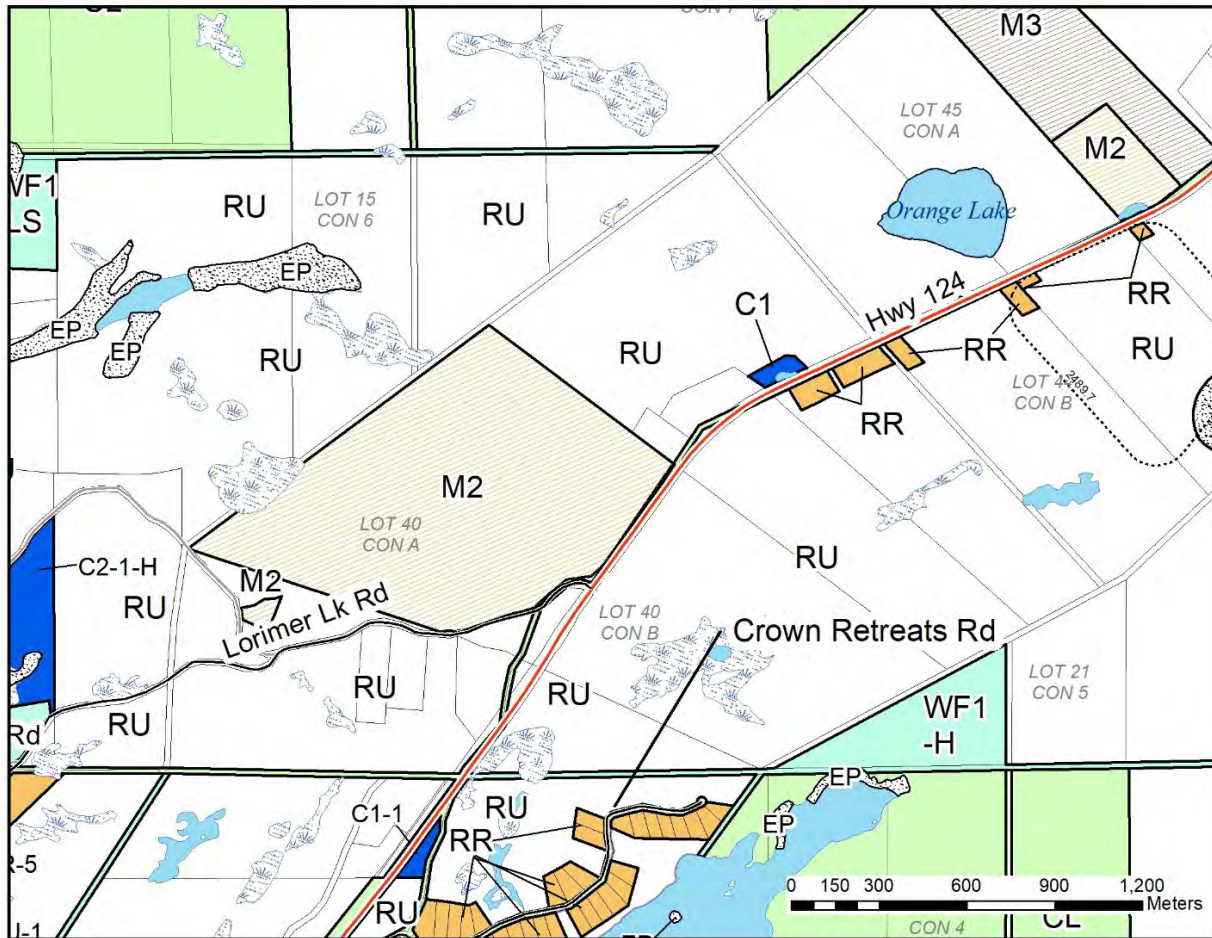 M3
LOT 45
CON A
M2
WF1
LS
RU
LOT 15
CON 6
RU
Orange Lake
EP
RR
C1
Hwy 124
EP
EP
RU
RU
RR
RU
2489.7
CON B
RR
M2
LOT 40
CON A
C2-1-H
RU
M2
Lorimer Lk Rd
RU
LOT 40
CON B
Crown Retreats Rd
RU
RU
RU
LOT 21
CON 5
WF1
-H
Rd
C1-1
RU
RR
EP
EP
0 150 300 600 900 1,200
Meters
RU
CON 4
CL